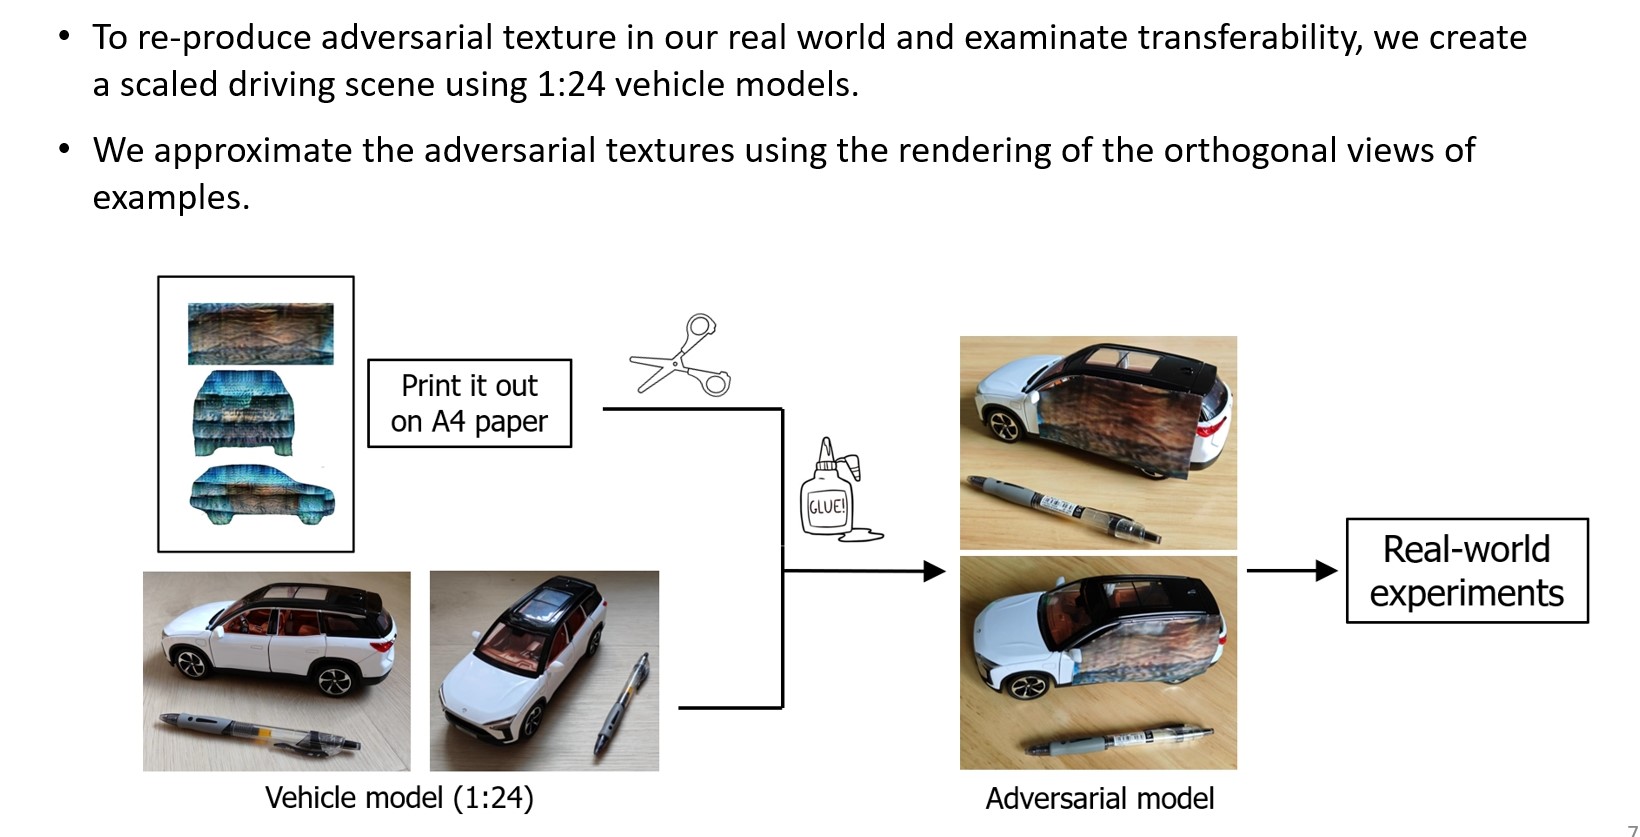 • To re-produce adversarial texture in our real world and examinate transferability, we create
a scaled driving scene using 1:24 vehicle models.
• We approximate the adversarial textures using the rendering of the orthogonal views of
examples.
Print it out
on A4 paper
GLUE!
Real-world
experiments
Vehicle model (1:24)
Adversarial model
7